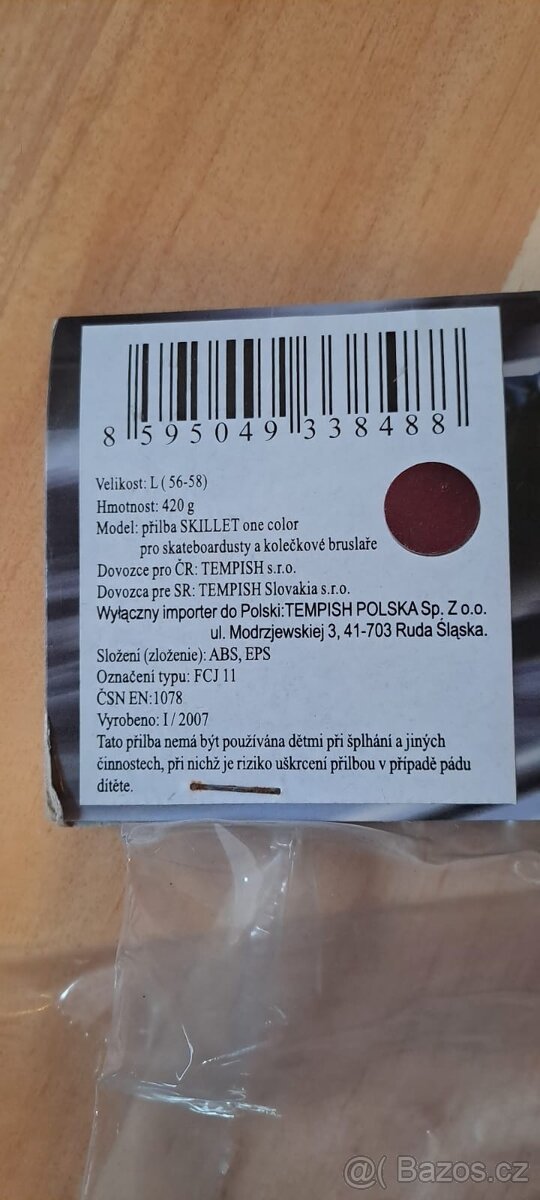 8 595049 338488
Velikost: L ( 56-58)
Hmotnost: 420 g
Model: přilba SKILLET one color
pro skateboardusty a kolečkové bruslaře
Dovozce pro ČR: TEMPISH s.r.o.
Dovozca pre SR: TEMPISH Slovakia s.r.o.
Wyłączny importer do Polski:TEMPISH POLSKA Sp. Z o.o.
ul. Modrzjewskiej 3, 41-703 Ruda Śląska.
Složení (zloženie): ABS, EPS
Označení typu: FCJ 11
ČSN EN:1078
Vyrobeno: I / 2007
Tato přilba nemá být používána dětmi při šplhání a jiných
činnostech, při nichž je riziko uškrcení přilbou v případě pádu
dítěte.
@( Bazos.cz